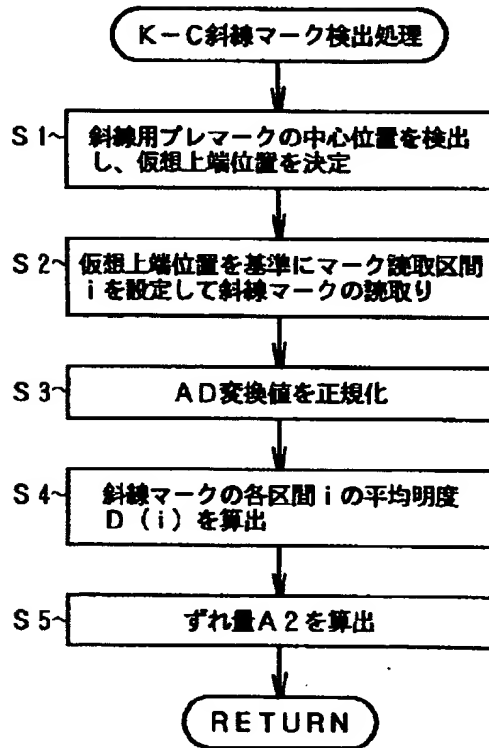 K－C斜線マーク検出処理
S1~ 斜線用プレマークの中心位置を検出
し、仮想上端位置を決定
S2~ 仮想上端位置を基準にマーク読取区間
iを設定して斜線マークの読取り
S3~ AD変換値を正規化
S4~ 斜線マークの各区間iの平均明度
D（i）を算出
S5~ ずれ量A2を算出
RETURN